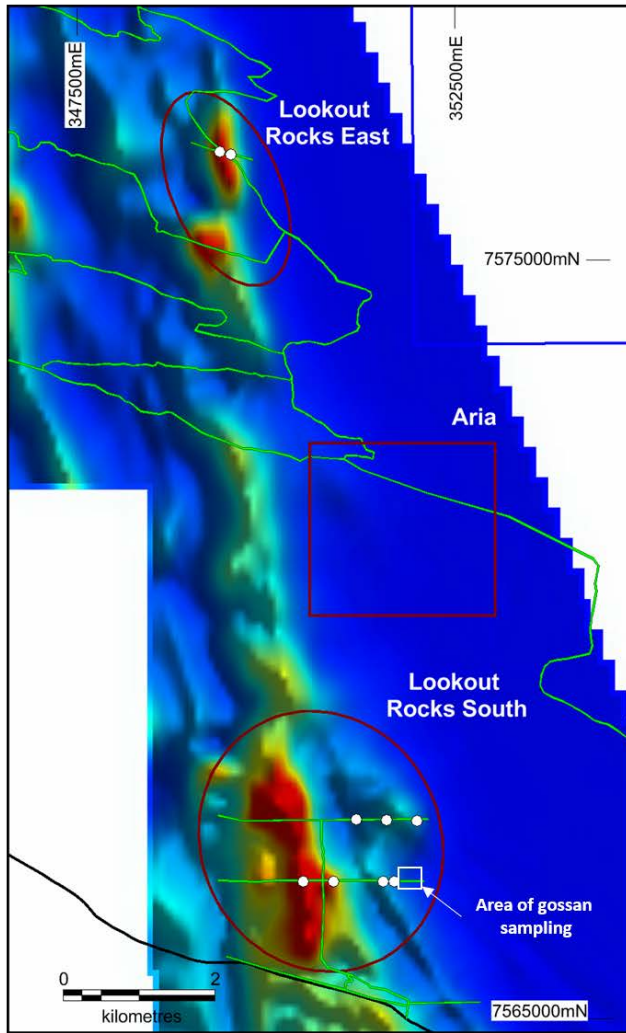 347500mE
352500mE
Lookout
Rocks East
7575000mN
Aria
Lookout
Rocks South
Area of gossan
sampling
0 2
kilometres
7565000mN